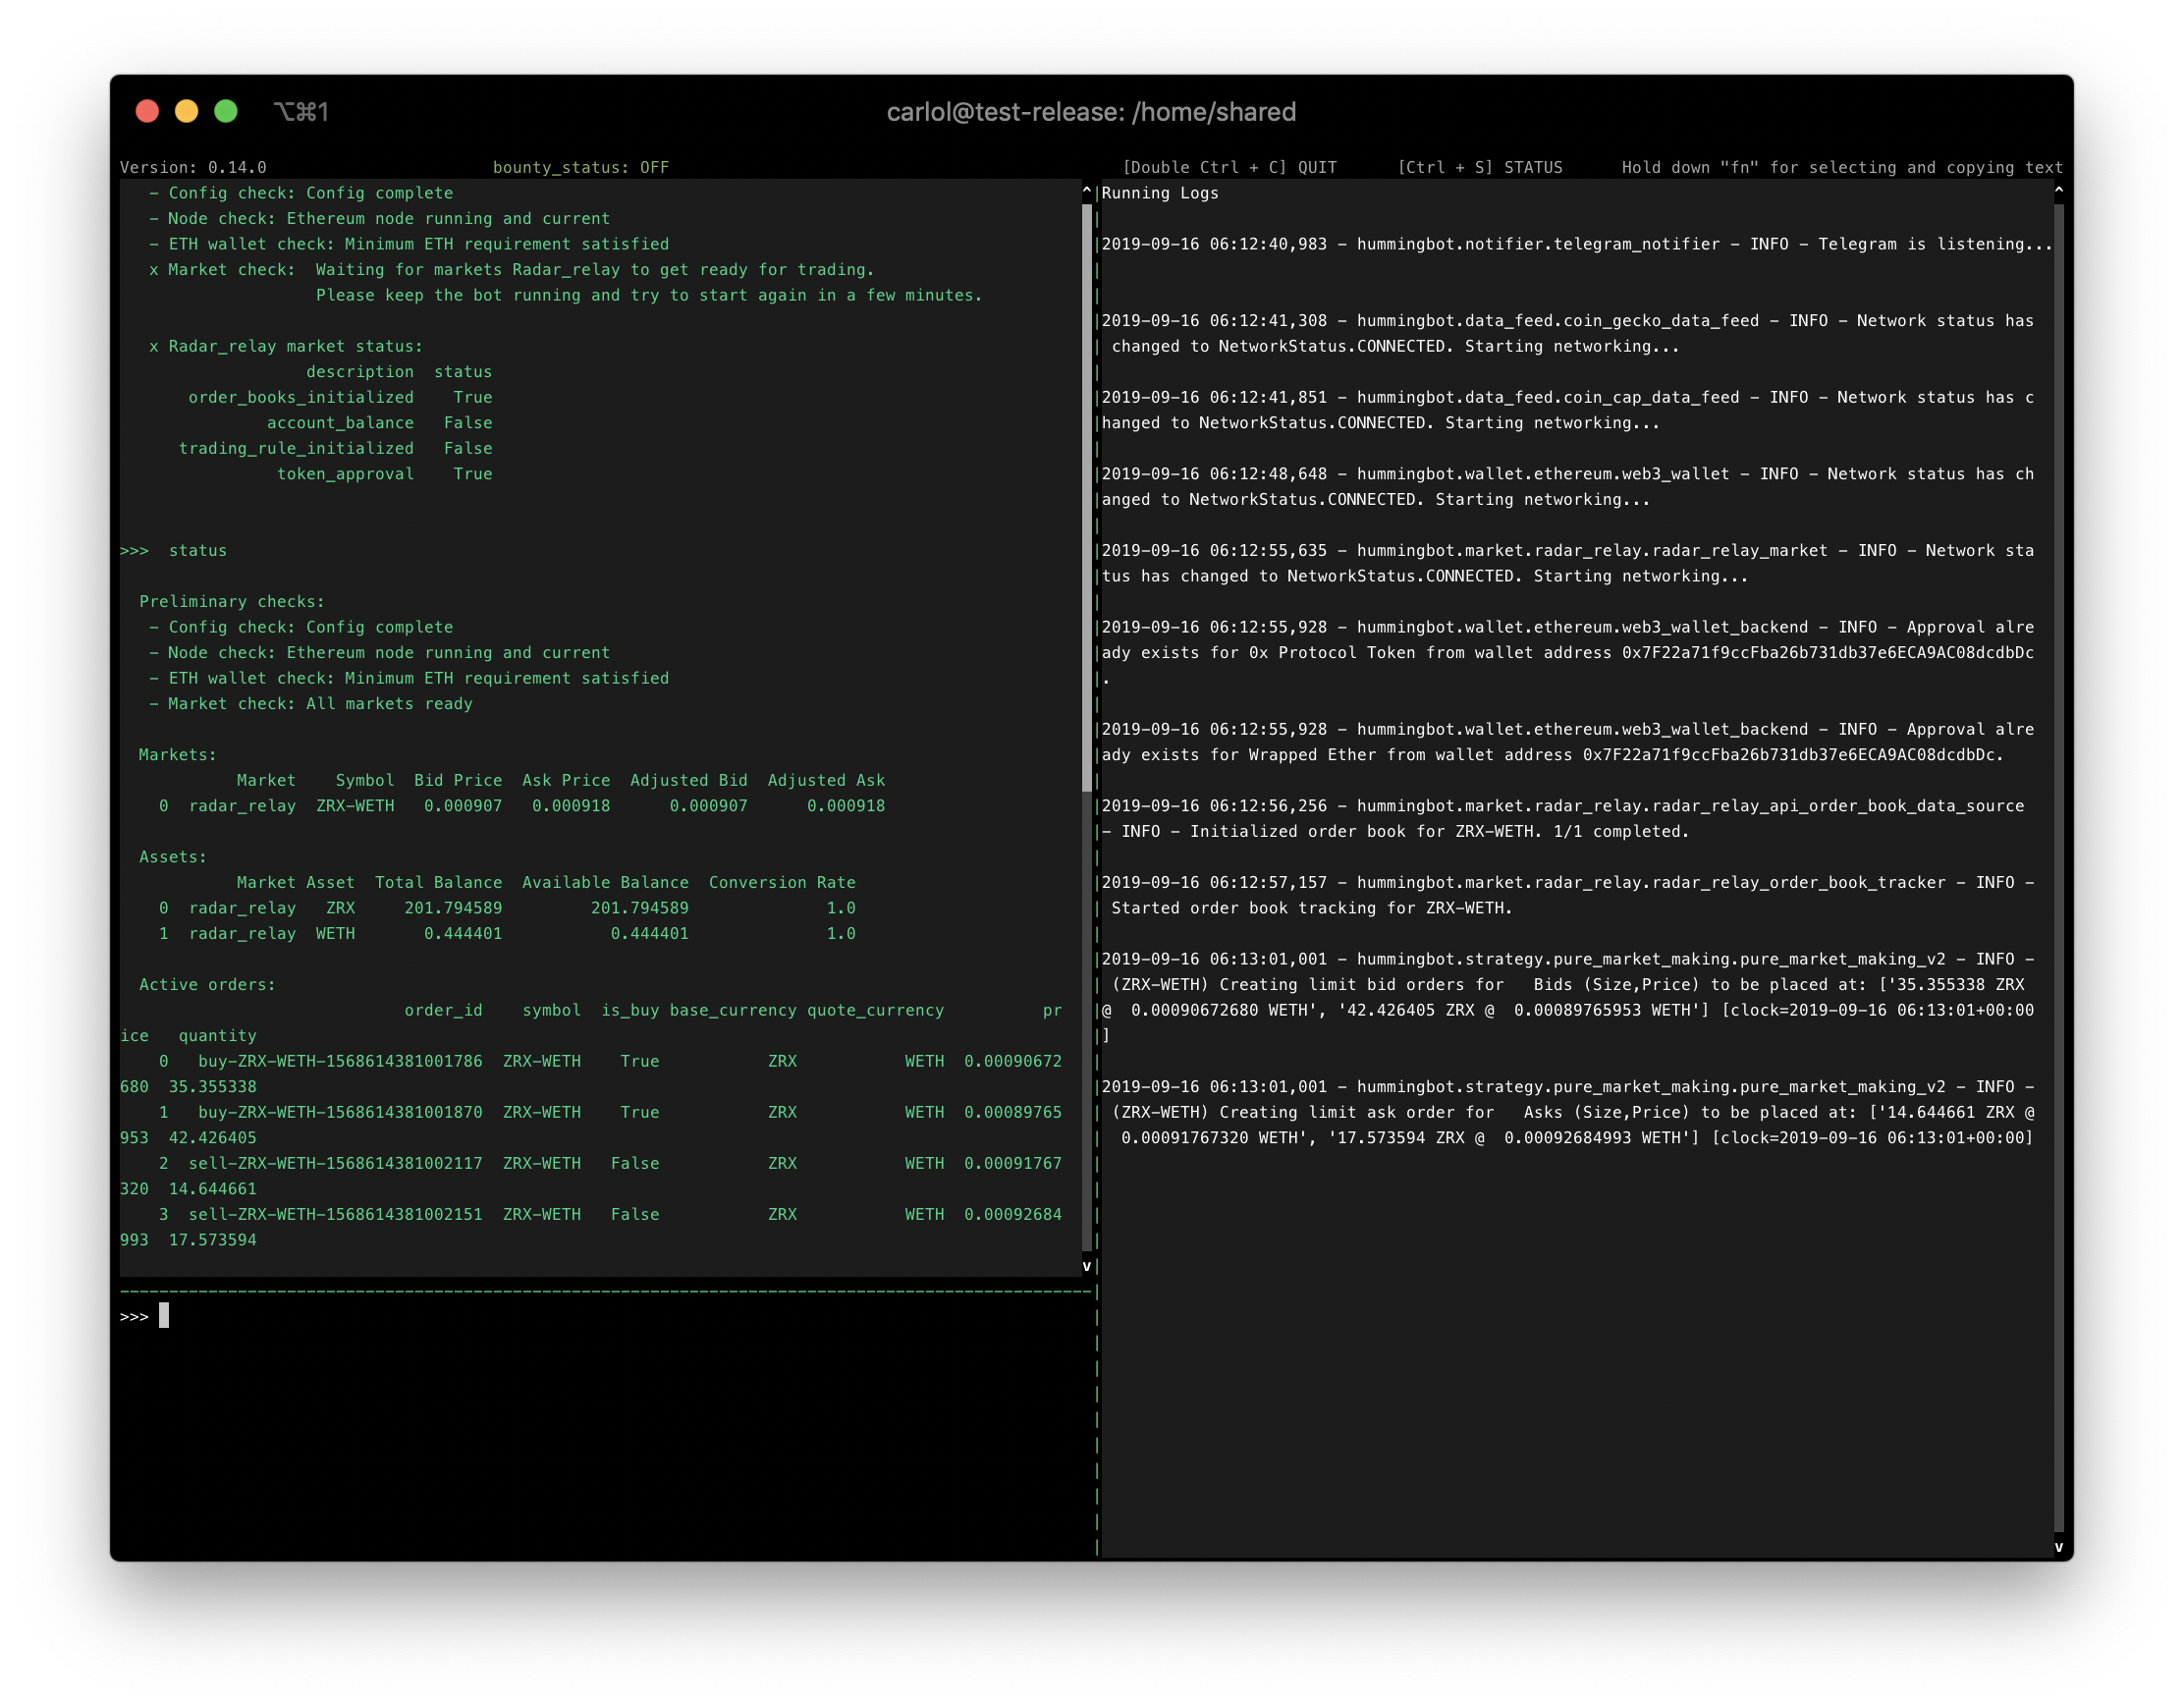 ⌥⌘1
carlol@test-release: /home/shared
Version: 0.14.0 bounty_status: OFF [Double Ctrl + C] QUIT [Ctrl + S] STATUS Hold down "fn" for selecting and copying text
- Config check: Config complete
- Node check: Ethereum node running and current
- ETH wallet check: Minimum ETH requirement satisfied
x Market check: Waiting for markets Radar_relay to get ready for trading.
Please keep the bot running and try to start again in a few minutes.
x Radar_relay market status:
description status
order_books_initialized True
account_balance False
trading_rule_initialized False
token_approval True
>>> status
Preliminary checks:
- Config check: Config complete
- Node check: Ethereum node running and current
- ETH wallet check: Minimum ETH requirement satisfied
- Market check: All markets ready
Markets:
Market Symbol Bid Price Ask Price Adjusted Bid Adjusted Ask
0 radar_relay ZRX-WETH 0.000907 0.000918 0.000907 0.000918
Assets:
Market Asset Total Balance Available Balance Conversion Rate
0 radar_relay ZRX 201.794589 201.794589 1.0
1 radar_relay WETH 0.444401 0.444401 1.0
Active orders:
order_id symbol is_buy base_currency quote_currency pr
ice quantity
0 buy-ZRX-WETH-1568614381001786 ZRX-WETH True ZRX WETH 0.00090672
680 35.355338
1 buy-ZRX-WETH-1568614381001870 ZRX-WETH True ZRX WETH 0.00089765
953 42.426405
2 sell-ZRX-WETH-1568614381002117 ZRX-WETH False ZRX WETH 0.00091767
320 14.644661
3 sell-ZRX-WETH-1568614381002151 ZRX-WETH False ZRX WETH 0.00092684
993 17.573594
>>>
Running Logs
2019-09-16 06:12:40,983 - hummingbot.notifier.telegram_notifier - INFO - Telegram is listening...
2019-09-16 06:12:41,308 - hummingbot.data_feed.coin_gecko_data_feed - INFO - Network status has
changed to NetworkStatus.CONNECTED. Starting networking...
2019-09-16 06:12:41,851 - hummingbot.data_feed.coin_cap_data_feed - INFO - Network status has c
hanged to NetworkStatus.CONNECTED. Starting networking...
2019-09-16 06:12:48,648 - hummingbot.wallet.ethereum.web3_wallet - INFO - Network status has ch
anged to NetworkStatus.CONNECTED. Starting networking...
2019-09-16 06:12:55,635 - hummingbot.market.radar_relay.radar_relay_market - INFO - Network sta
tus has changed to NetworkStatus.CONNECTED. Starting networking...
2019-09-16 06:12:55,928 - hummingbot.wallet.ethereum.web3_wallet_backend - INFO - Approval alre
ady exists for 0x Protocol Token from wallet address 0x7F22a71f9ccFba26b731db37e6ECA9AC08dcdbDc
.
2019-09-16 06:12:55,928 - hummingbot.wallet.ethereum.web3_wallet_backend - INFO - Approval alre
ady exists for Wrapped Ether from wallet address 0x7F22a71f9ccFba26b731db37e6ECA9AC08dcdbDc.
2019-09-16 06:12:56,256 - hummingbot.market.radar_relay.radar_relay_api_order_book_data_source
- INFO - Initialized order book for ZRX-WETH. 1/1 completed.
2019-09-16 06:12:57,157 - hummingbot.market.radar_relay.radar_relay_order_book_tracker - INFO -
Started order book tracking for ZRX-WETH.
2019-09-16 06:13:01,001 - hummingbot.strategy.pure_market_making.pure_market_making_v2 - INFO -
(ZRX-WETH) Creating limit bid orders for Bids (Size,Price) to be placed at: ['35.355338 ZRX
@ 0.00090672680 WETH', '42.426405 ZRX @ 0.00089765953 WETH'] [clock=2019-09-16 06:13:01+00:00
]
2019-09-16 06:13:01,001 - hummingbot.strategy.pure_market_making.pure_market_making_v2 - INFO -
(ZRX-WETH) Creating limit ask order for Asks (Size,Price) to be placed at: ['14.644661 ZRX @
0.00091767320 WETH', '17.573594 ZRX @ 0.00092684993 WETH'] [clock=2019-09-16 06:13:01+00:00]